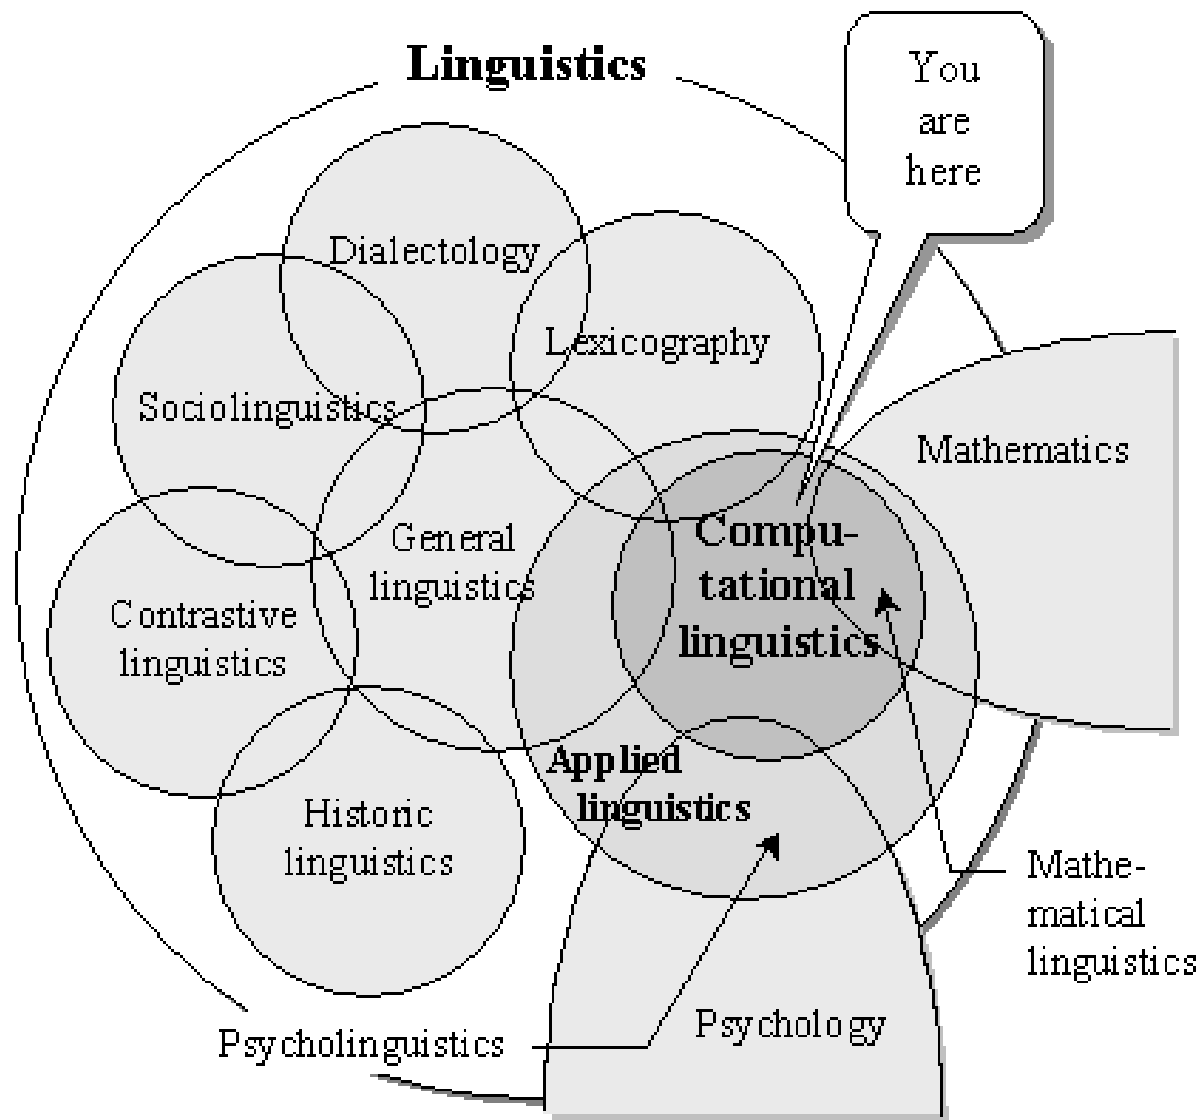 Linguistics
You
are
here
Dialectology
Lexicography
Sociolinguistics
Mathematics
General
linguistics
Compu-
tational
linguistics
Contrastive
linguistics
Applied
linguistics
Historic
linguistics
Mathe-
matical
linguistics
Psycholinguistics
Psychology